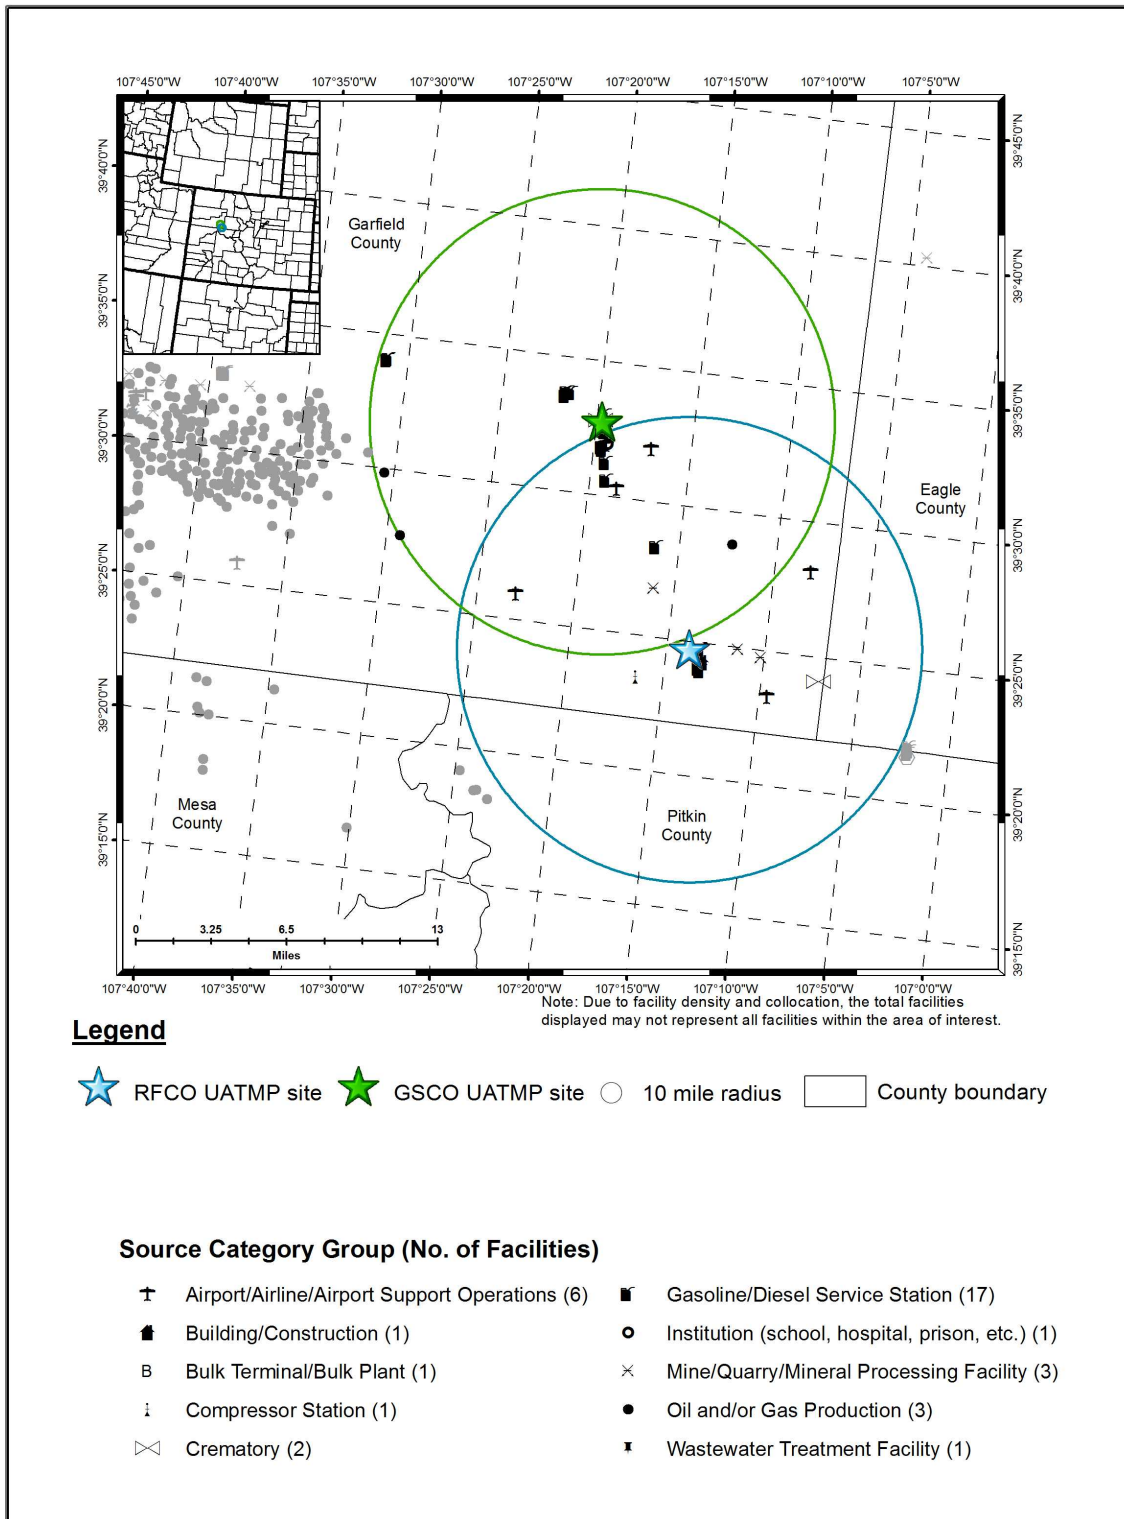 107°45'0"W 107°40'0"W 107°35'0"W 107°30'0"W 107°25'0"W 107°20'0"W 107°15'0"W 107°10'0"W 107°5'0"W
39°40'0"N
39°35'0"N
39°30'0"N
39°25'0"N
39°20'0"N
39°15'0"N
39°45'0"N
39°40'0"N
39°35'0"N
39°30'0"N
39°25'0"N
39°20'0"N
39°15'0"N
Garfield
County
Eagle
County
Mesa
County
Pitkin
County
0 3.25 6.5 13
Miles
107°40'0"W 107°35'0"W 107°30'0"W 107°25'0"W 107°20'0"W 107°15'0"W 107°10'0"W 107°5'0"W 107°0'0"W
Note: Due to facility density and collocation, the total facilities
displayed may not represent all facilities within the area of interest.
Legend
RFCO UATMP site GSCO UATMP site 10 mile radius County boundary
Source Category Group (No. of Facilities)
Airport/Airline/Airport Support Operations (6)
Building/Construction (1)
B Bulk Terminal/Bulk Plant (1)
Compressor Station (1)
Crematory (2)
Gasoline/Diesel Service Station (17)
Institution (school, hospital, prison, etc.) (1)
Mine/Quarry/Mineral Processing Facility (3)
Oil and/or Gas Production (3)
Wastewater Treatment Facility (1)